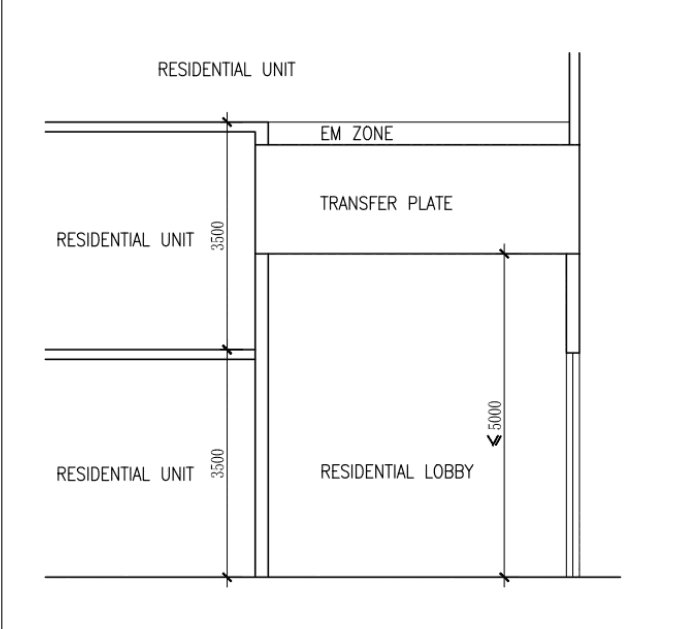 RESIDENTIAL UNIT
EM ZONE
TRANSFER PLATE
RESIDENTIAL UNIT
3500
≤ 5000
RESIDENTIAL UNIT
3500
RESIDENTIAL LOBBY